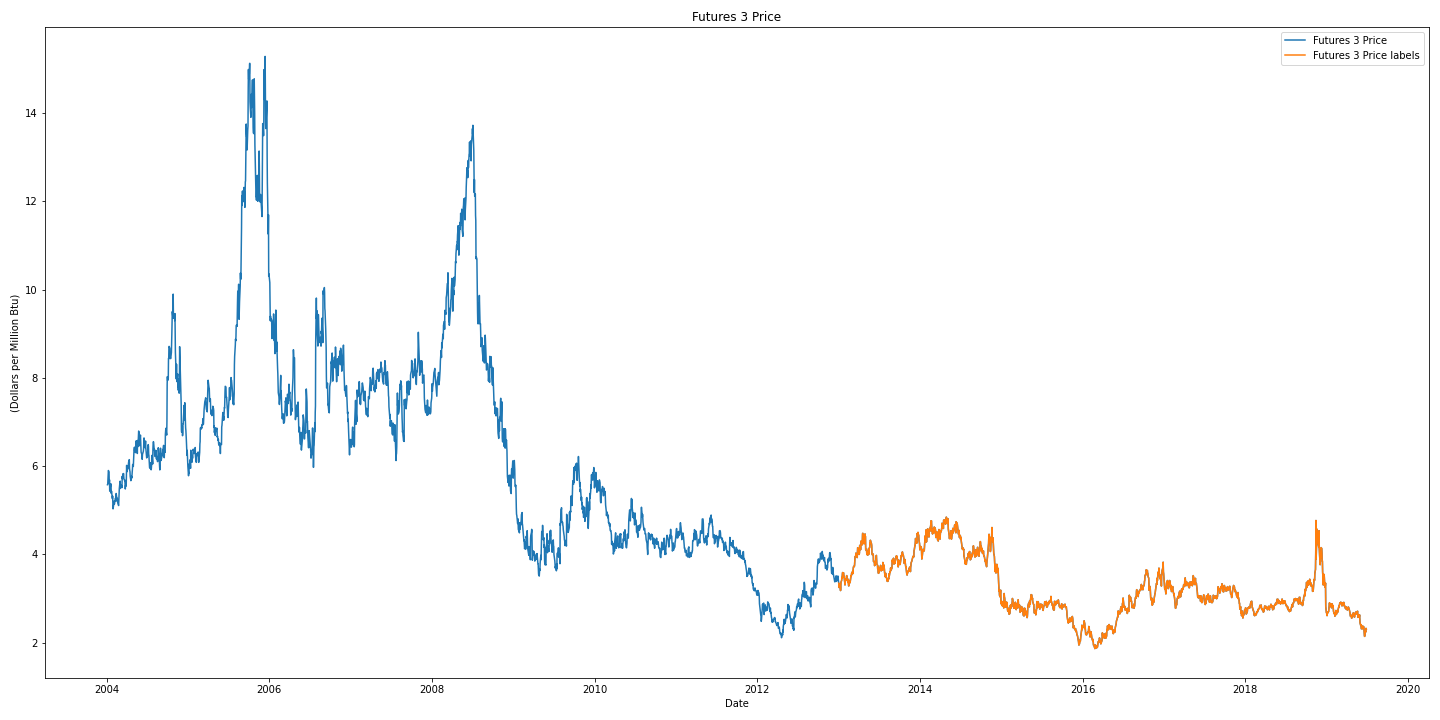 Futures 3 Price
Futures 3 Price
Futures 3 Price labels
(Dollars per Million Btu)
14
12
10
8
6
4
2
2004 2006 2008 2010 2012 2014 2016 2018 2020
Date